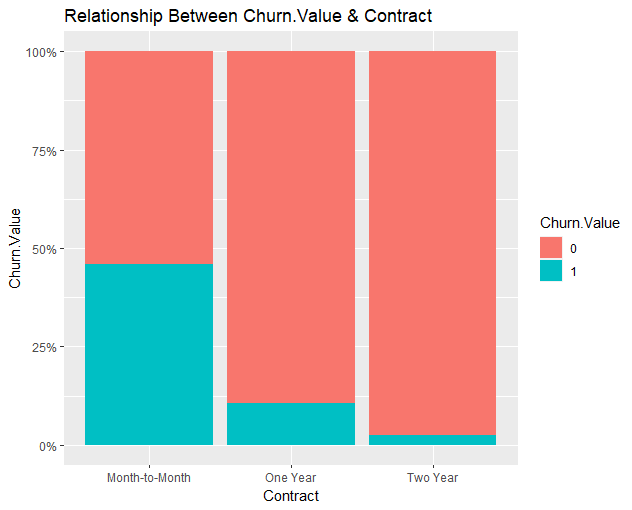 Relationship Between Churn.Value & Contract
100%
75%
50%
25%
0%
Churn.Value
Month-to-Month
One Year
Two Year
Contract
Churn.Value
0
1